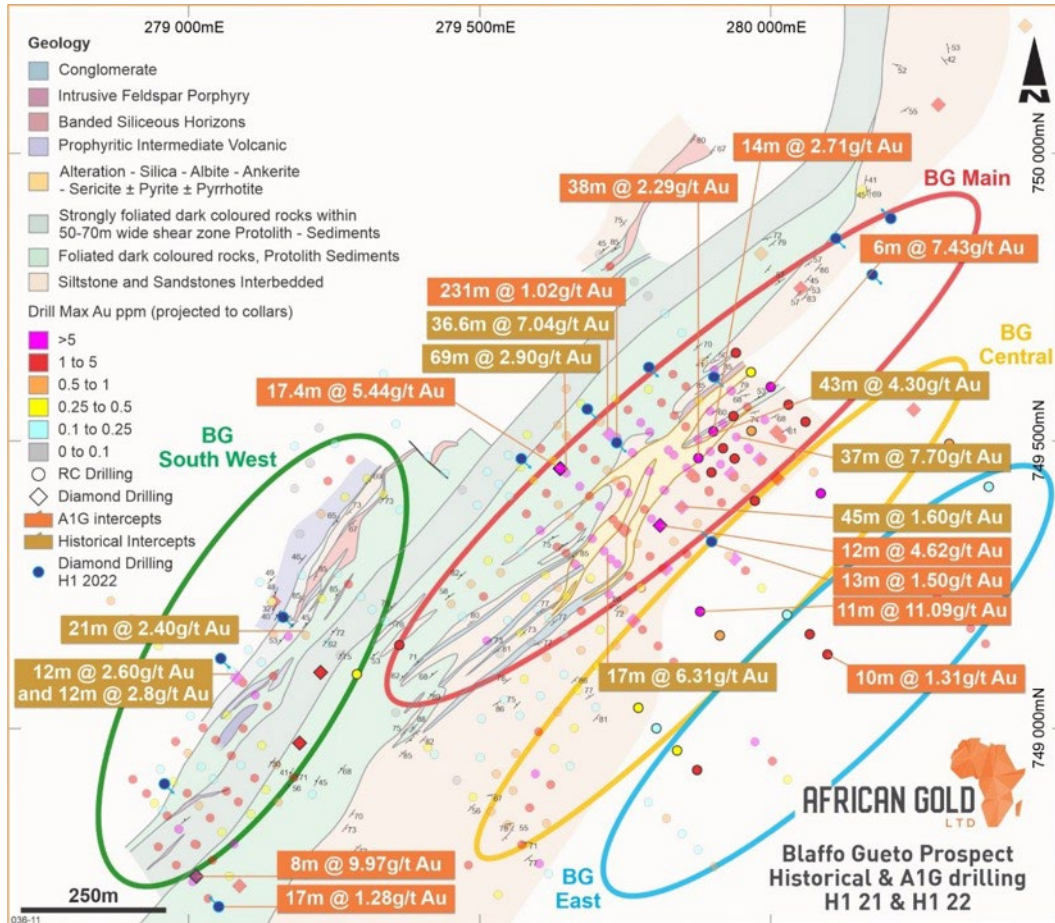 279 000mE
279 500mE
280 000mE
Geology
Conglomerate
Intrusive Feldspar Porphyry
Banded Siliceous Horizons
Prophyritic Intermediate Volcanic
Alteration - Silica - Albite - Ankerite
- Sericite ± Pyrite ± Pyrrhotite
Strongly foliated dark coloured rocks within
50-70m wide shear zone Protolith - Sediments
Foliated dark coloured rocks, Protolith Sediments
Siltstone and Sandstones Interbedded
Drill Max Au ppm (projected to collars)
>5
1 to 5
0.5 to 1
0.25 to 0.5
0.1 to 0.25
0 to 0.1
RC Drilling
Diamond Drilling
A1G intercepts
Historical Intercepts
Diamond Drilling
H1 2022
N
750 000mN
749 500mN
749 000mN
14m @ 2.71g/t Au
38m @ 2.29g/t Au
BG Main
6m @ 7.43g/t Au
231m @ 1.02g/t Au
36.6m @ 7.04g/t Au
69m @ 2.90g/t Au
BG
Central
17.4m @ 5.44g/t Au
43m @ 4.30g/t Au
BG
South West
37m @ 7.70g/t Au
45m @ 1.60g/t Au
12m @ 4.62g/t Au
13m @ 1.50g/t Au
11m @ 11.09g/t Au
21m @ 2.40g/t Au
12m @ 2.60g/t Au
and 12m @ 2.8g/t Au
17m @ 6.31g/t Au
10m @ 1.31g/t Au
8m @ 9.97g/t Au
17m @ 1.28g/t Au
BG
East
AFRICAN GOLD
LTD
Blaffo Gueto Prospect
Historical & A1G drilling
H1 21 & H1 22
250m
036-11